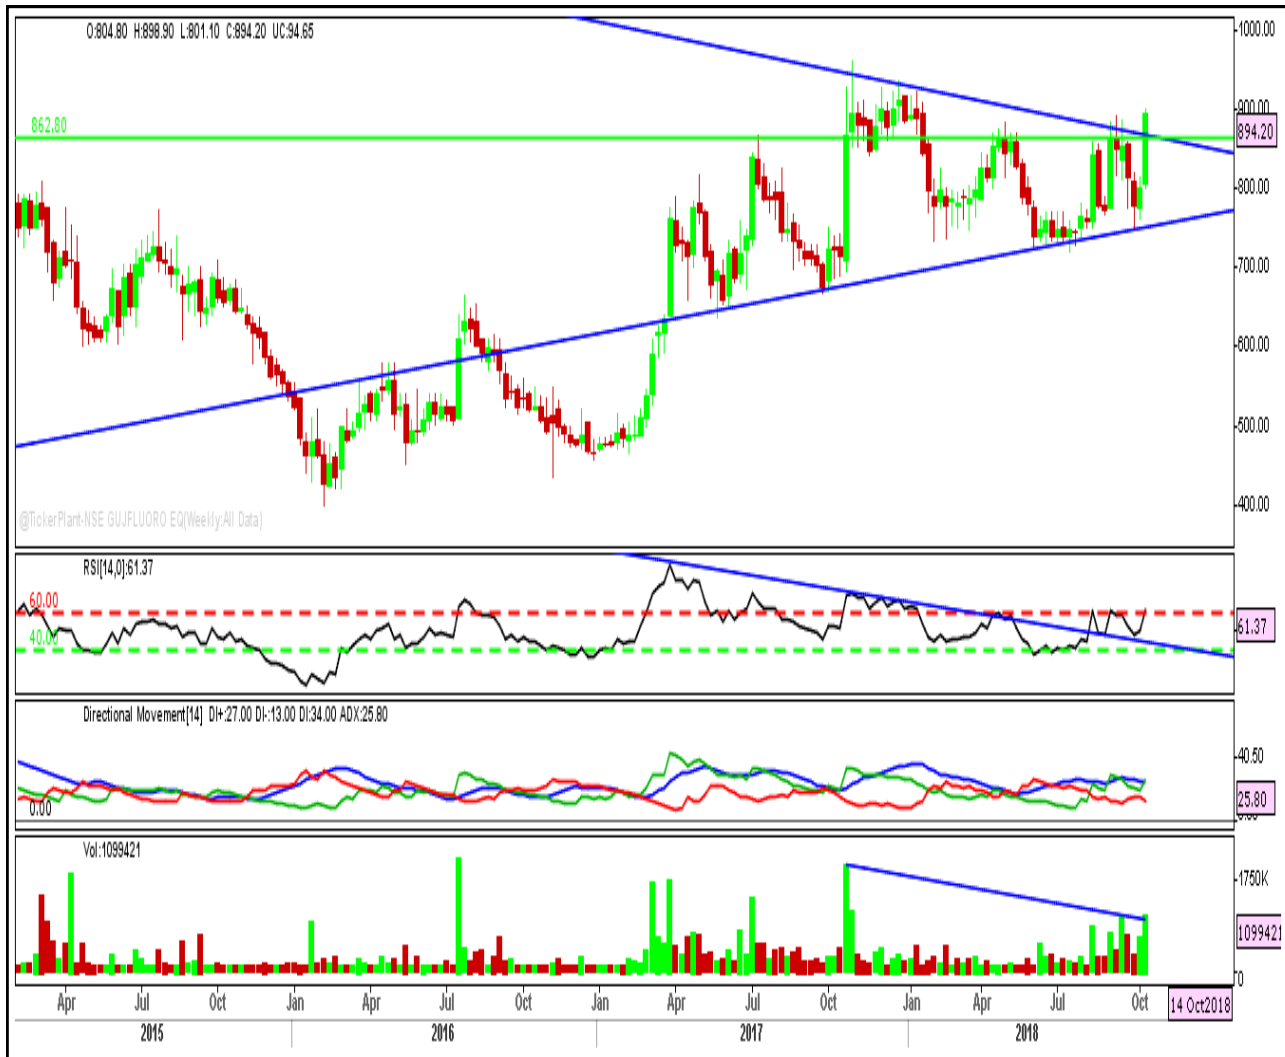 O:804.80 H:898.90 L:801.10 C:894.20 UC:94.65
1000.00
900.00
894.20
862.80
800.00
700.00
600.00
500.00
400.00
@TickerPlant-NSE GUJFLUORO EQ(Weekly:All Data)
RSI[14,0]:61.37
60.00
61.37
40.00
Directional Movement[14] DI+:27.00 DI-:13.00 DI:34.00 ADX:25.80
40.50
25.80
0.00
Vol:1099421
1750K
1099421
0
Apr Jul Oct Jan Apr Jul Oct Jan Apr Jul Oct Jan Apr Jul Oct 14 Oct2018
2015 2016 2017 2018